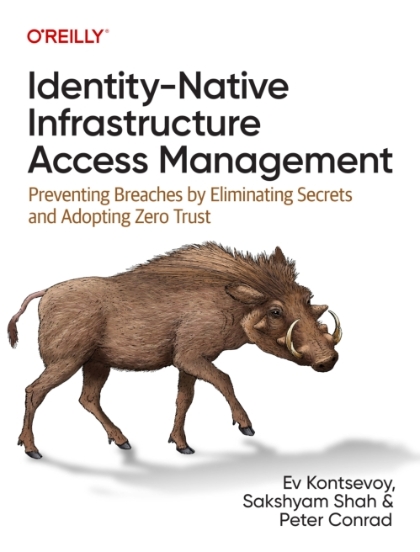 O'REILLY®
Identity-Native
Infrastructure
Access Management
Preventing Breaches by Eliminating Secrets
and Adopting Zero Trust
Ev Kontsevoy,
Sakshyam Shah &
Peter Conrad